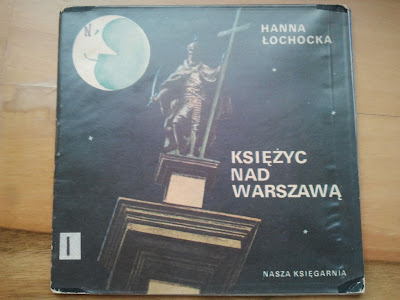 HANNA
ŁOCHOCKA
KSIĘŻYC
NAD
WARSZAWĄ
I
NASZA KSIĘGARNIA